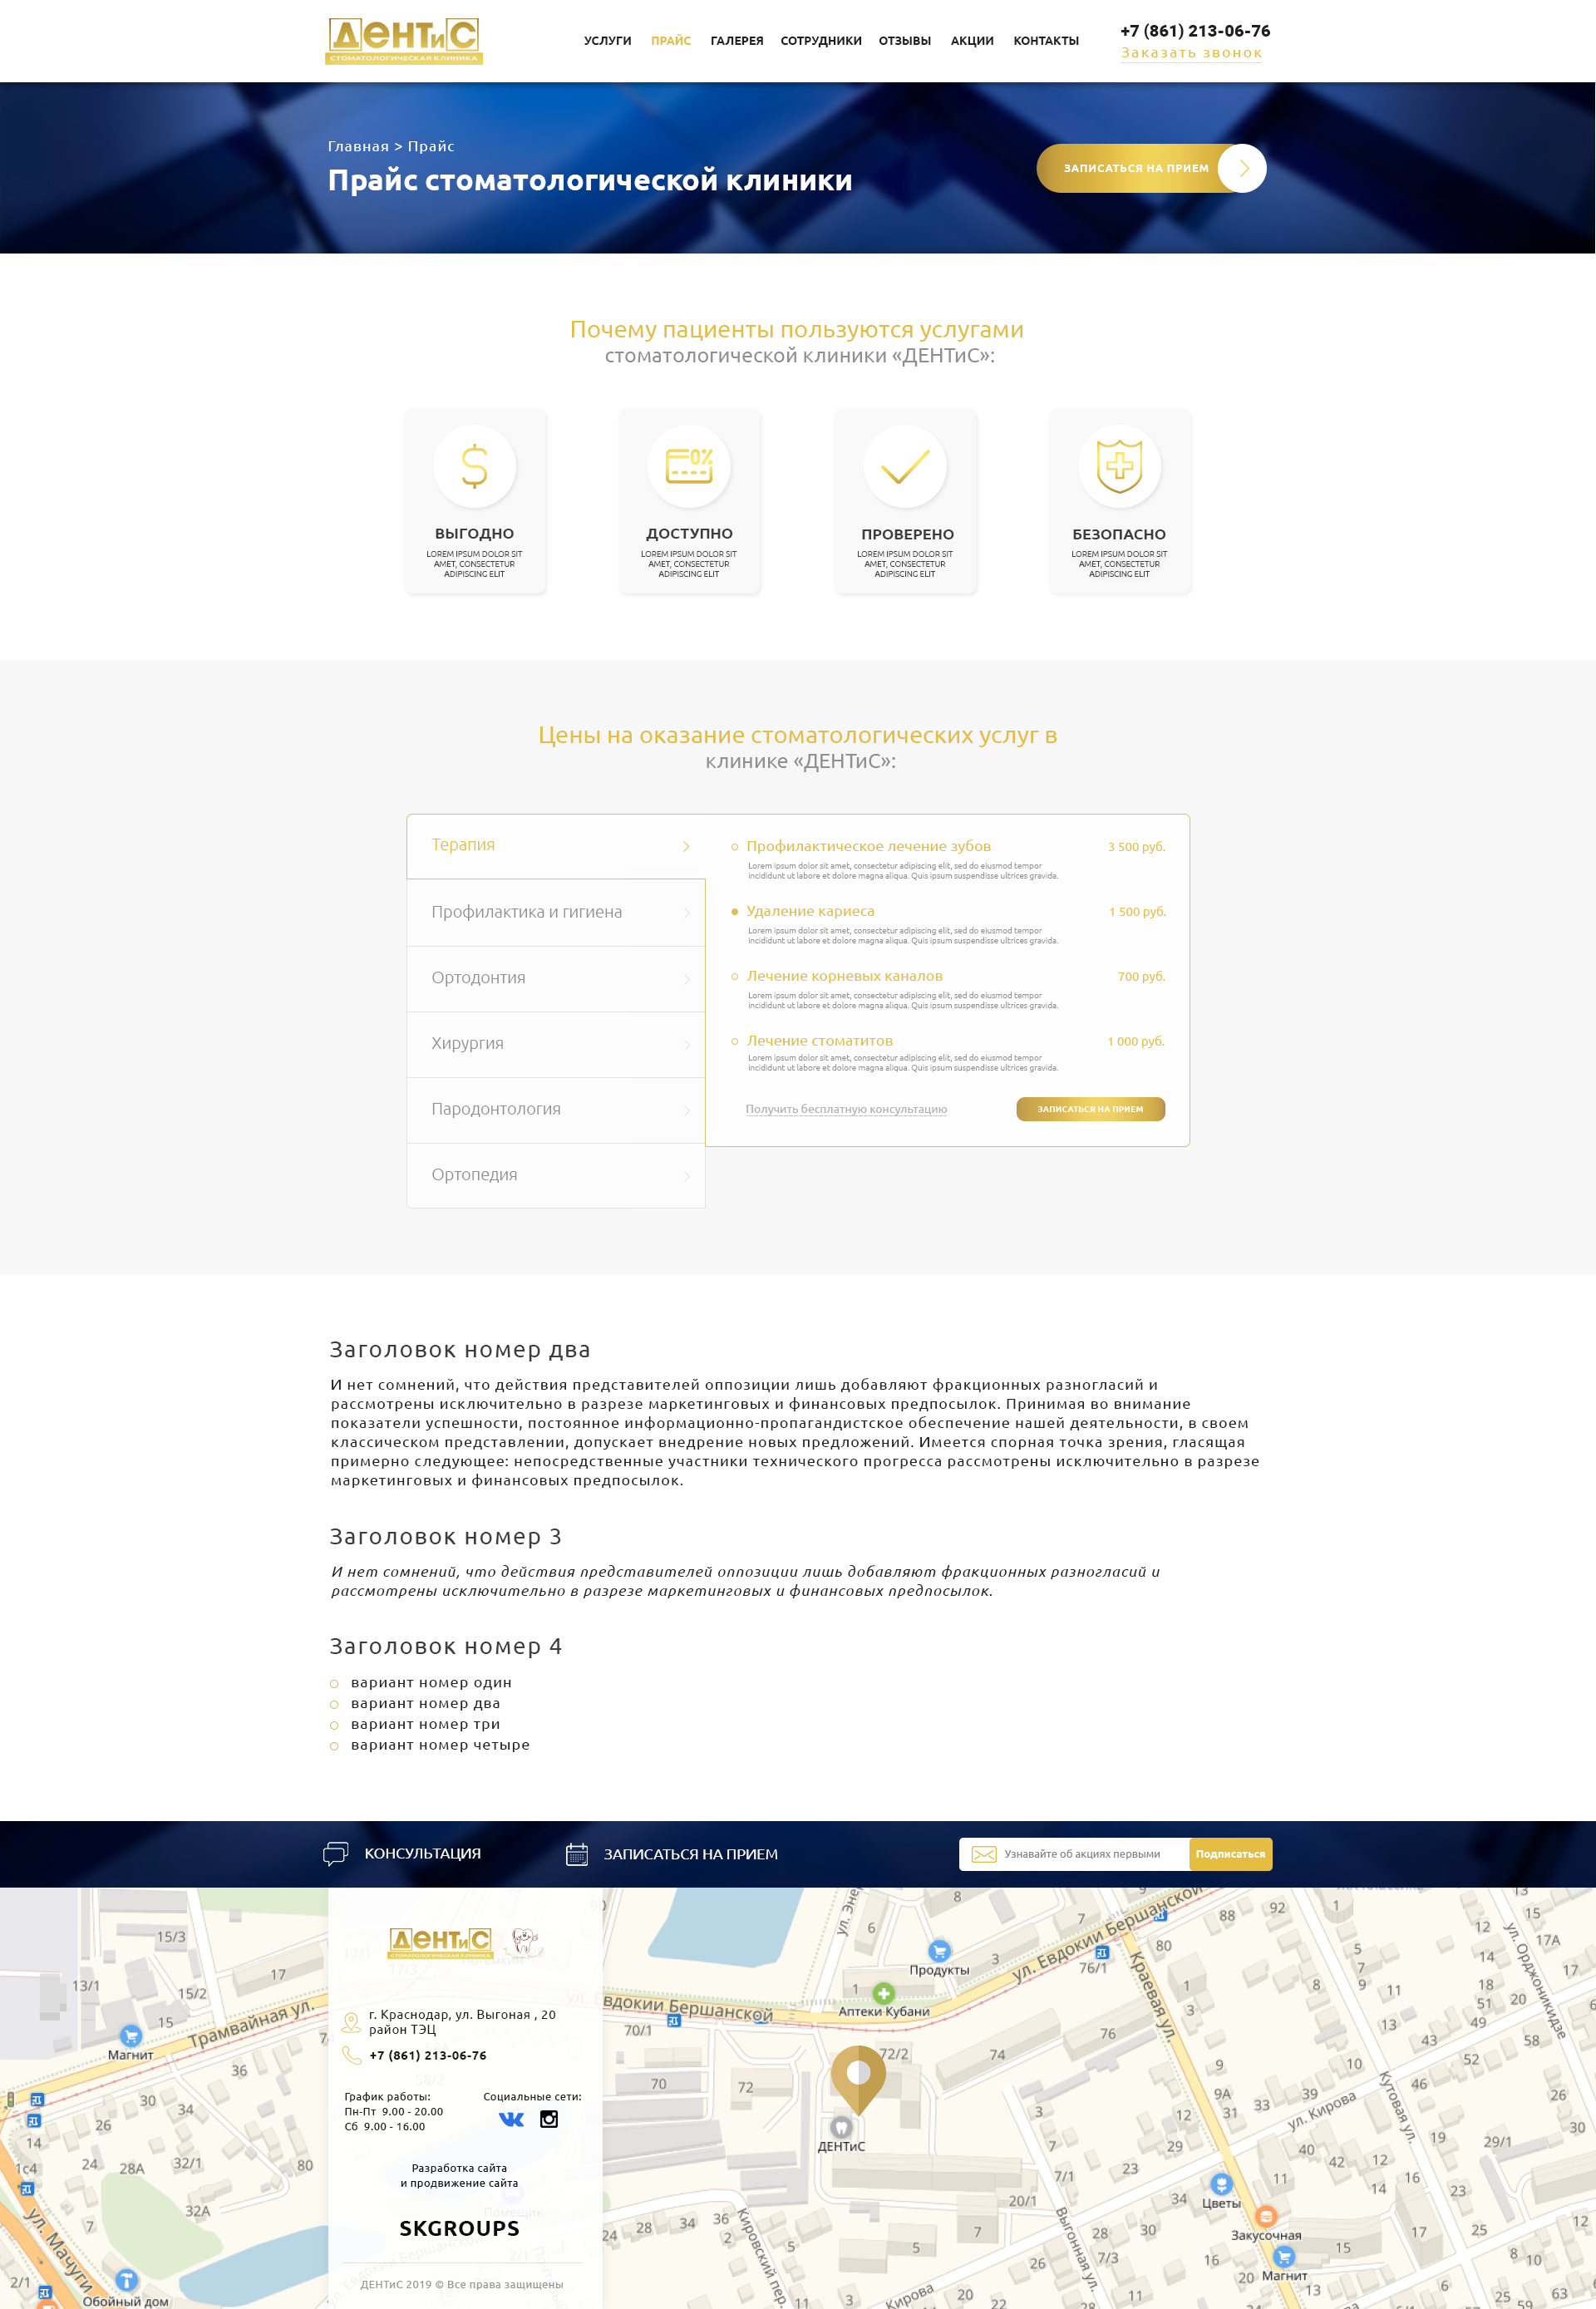 ДЕНТиС
СТОМАТОЛОГИЧЕСКАЯ КЛИНИКА
УСЛУГИ ПРАЙС ГАЛЕРЕЯ СОТРУДНИКИ ОТЗЫВЫ АКЦИИ КОНТАКТЫ
+7 (861) 213-06-76
Заказать звонок
Главная > Прайс
Прайс стоматологической клиники
ЗАПИСАТЬСЯ НА ПРИЕМ
Почему пациенты пользуются услугами
стоматологической клиники «ДЕНТиС»:
0%
ВЫГОДНО
LOREM IPSUM DOLOR SIT
AMET, CONSECTETUR
ADIPISCING ELIT
ДОСТУПНО
LOREM IPSUM DOLOR SIT
AMET, CONSECTETUR
ADIPISCING ELIT
ПРОВЕРЕНО
LOREM IPSUM DOLOR SIT
AMET, CONSECTETUR
ADIPISCING ELIT
БЕЗОПАСНО
LOREM IPSUM DOLOR SIT
AMET, CONSECTETUR
ADIPISCING ELIT
Цены на оказание стоматологических услуг в
клинике «ДЕНТиС»:
Терапия
Профилактика и гигиена
Ортодонтия
Хирургия
Пародонтология
Ортопедия
Профилактическое лечение зубов 3 500 руб.
Lorem ipsum dolor sit amet, consectetur adipiscing elit, sed do eiusmod tempor
incididunt ut labore et dolore magna aliqua. Quis ipsum suspendisse ultrices gravida.
Удаление кариеса 1 500 руб.
Lorem ipsum dolor sit amet, consectetur adipiscing elit, sed do eiusmod tempor
incididunt ut labore et dolore magna aliqua. Quis ipsum suspendisse ultrices gravida.
Лечение корневых каналов 700 руб.
Lorem ipsum dolor sit amet, consectetur adipiscing elit, sed do eiusmod tempor
incididunt ut labore et dolore magna aliqua. Quis ipsum suspendisse ultrices gravida.
Лечение стоматитов 1 000 руб.
Lorem ipsum dolor sit amet, consectetur adipiscing elit, sed do eiusmod tempor
incididunt ut labore et dolore magna aliqua. Quis ipsum suspendisse ultrices gravida.
Получить бесплатную консультацию
ЗАПИСАТЬСЯ НА ПРИЕМ
Заголовок номер два
И нет сомнений, что действия представителей оппозиции лишь добавляют фракционных разногласий и
рассмотрены исключительно в разрезе маркетинговых и финансовых предпосылок. Принимая во внимание
показатели успешности, постоянное информационно-пропагандистское обеспечение нашей деятельности, в своем
классическом представлении, допускает внедрение новых предложений. Имеется спорная точка зрения, гласящая
примерно следующее: непосредственные участники технического прогресса рассмотрены исключительно в разрезе
маркетинговых и финансовых предпосылок.
Заголовок номер 3
И нет сомнений, что действия представителей оппозиции лишь добавляют фракционных разногласий и
рассмотрены исключительно в разрезе маркетинговых и финансовых предпосылок.
Заголовок номер 4
вариант номер один
вариант номер два
вариант номер три
вариант номер четыре
КОНСУЛЬТАЦИЯ
ЗАПИСАТЬСЯ НА ПРИЕМ
Узнавайте об акциях первыми
Подписаться
ДЕНТиС
СТОМАТОЛОГИЧЕСКАЯ КЛИНИКА
г. Краснодар, ул. Выгоная , 20
район ТЭЦ
+7 (861) 213-06-76
График работы:
Пн-Пт 9.00 - 20.00
Сб 9.00 - 16.00
Социальные сети:
Разработка сайта
и продвижение сайта
SKGROUPS
ДЕНТиС 2019 © Все права защищены
Трамвайная ул.
Магнит
ул. Мачуги
Обойный дом
ул. Евдокии Бершанской
ул. Евдокии Бершанской
Продукты
Аптеки Кубани
ДЕНТиС
Краевая ул.
ул. Орджоникидзе
Кутовая ул.
ул. Кирова
Цветы
Закусочная
Магнит
Выгонная ул.
Кировский пер.
Кирова